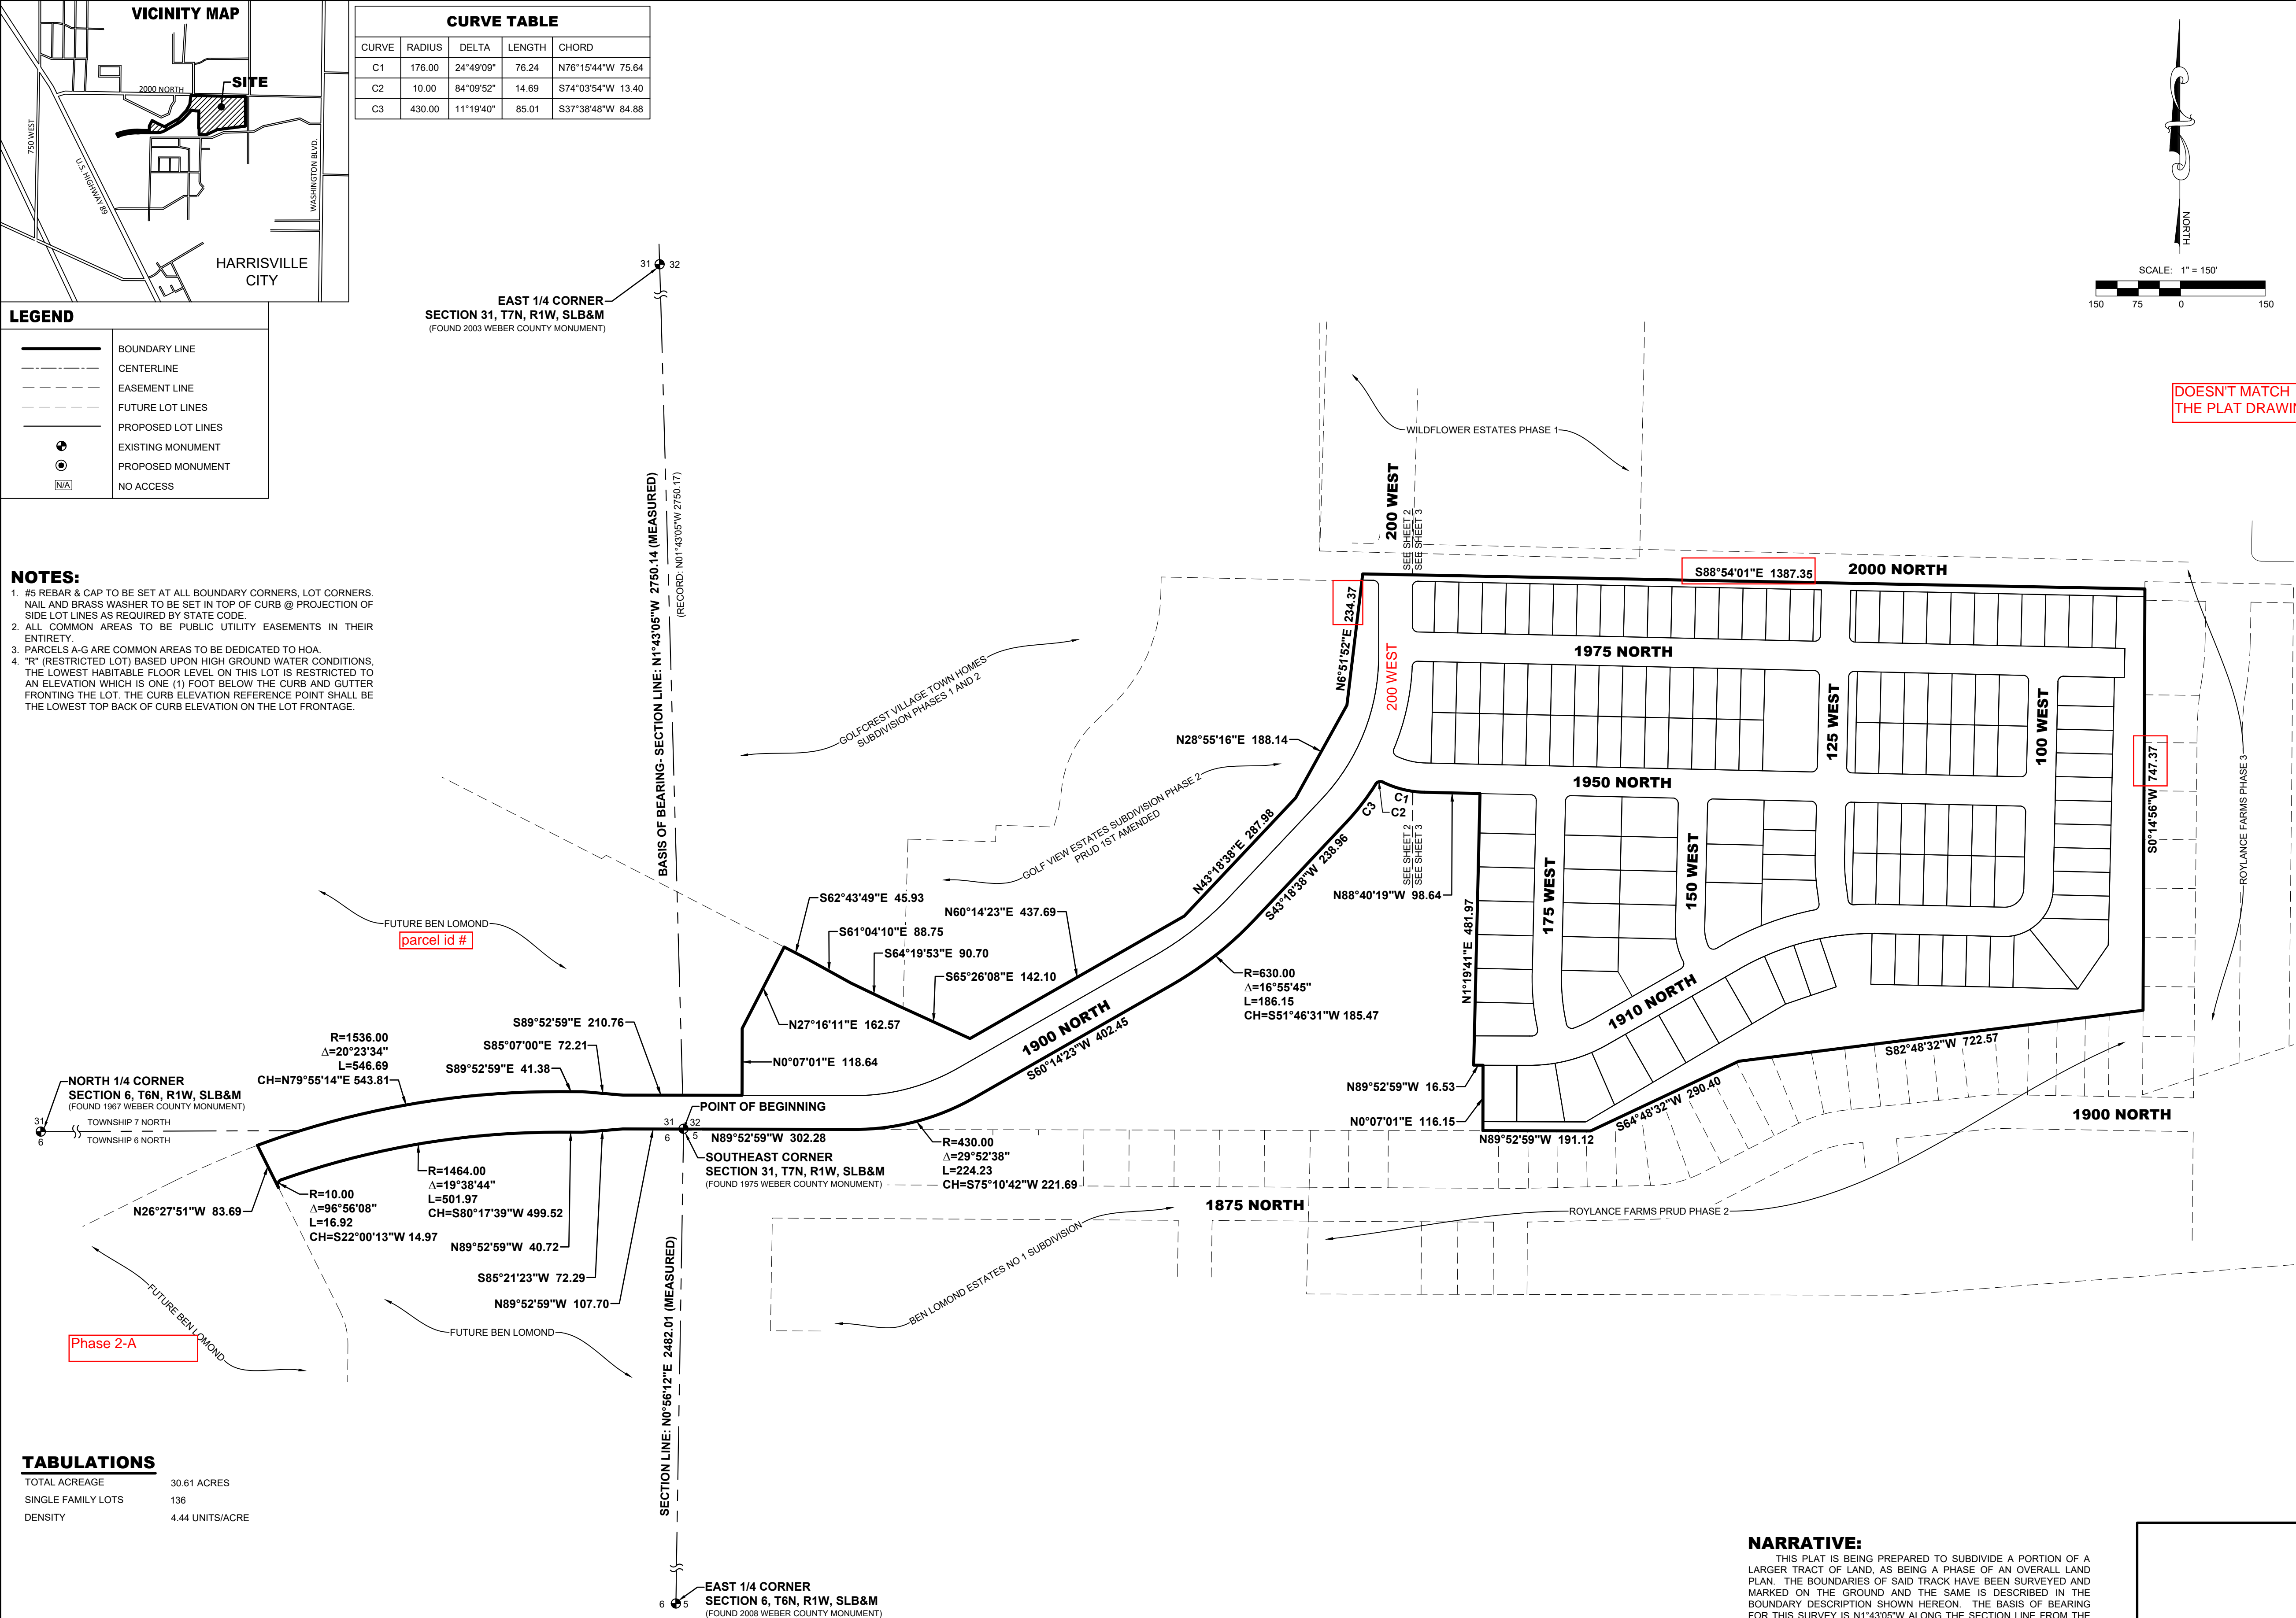 VICINITY MAP
SITE
2000 NORTH
750 WEST
U.S. HIGHWAY 89
WASHINGTON BLVD.
HARRISVILLE
CITY
CURVE TABLE
CURVE RADIUS DELTA LENGTH CHORD
C1 176.00 24°49'09" 76.24 N76°15'44"W 75.64
C2 10.00 84°09'52" 14.69 S74°03'54"W 13.40
C3 430.00 11°19'40" 85.01 S37°38'48"W 84.88
NORTH
SCALE: 1" = 150'
150 75 0 150
LEGEND
BOUNDARY LINE
CENTERLINE
EASEMENT LINE
FUTURE LOT LINES
PROPOSED LOT LINES
EXISTING MONUMENT
PROPOSED MONUMENT
N/A NO ACCESS
31 32
EAST 1/4 CORNER
SECTION 31, T7N, R1W, SLB&M
(FOUND 2003 WEBER COUNTY MONUMENT)
DOESN'T MATCH
THE PLAT DRAWIN
WILDFLOWER ESTATES PHASE 1
200 WEST
SEE SHEET 2
SEE SHEET 3
BASIS OF BEARING- SECTION LINE: N1°43'05"W 2750.14 (MEASURED)
(RECORD: N01°43'05"W 2750.17)
NOTES:
1. #5 REBAR & CAP TO BE SET AT ALL BOUNDARY CORNERS, LOT CORNERS.
NAIL AND BRASS WASHER TO BE SET IN TOP OF CURB @ PROJECTION OF
SIDE LOT LINES AS REQUIRED BY STATE CODE.
2. ALL COMMON AREAS TO BE PUBLIC UTILITY EASEMENTS IN THEIR
ENTIRETY.
3. PARCELS A-G ARE COMMON AREAS TO BE DEDICATED TO HOA.
4. "R" (RESTRICTED LOT) BASED UPON HIGH GROUND WATER CONDITIONS,
THE LOWEST HABITABLE FLOOR LEVEL ON THIS LOT IS RESTRICTED TO
AN ELEVATION WHICH IS ONE (1) FOOT BELOW THE CURB AND GUTTER
FRONTING THE LOT. THE CURB ELEVATION REFERENCE POINT SHALL BE
THE LOWEST TOP BACK OF CURB ELEVATION ON THE LOT FRONTAGE.
S88°54'01"E 1387.35
2000 NORTH
N6°51'52"E 234.37
200 WEST
1975 NORTH
125 WEST
100 WEST
1950 NORTH
S0°14'56"W 747.37
ROYLANCE FARMS PHASE 3
GOLFCREST VILLAGE TOWN HOMES
SUBDIVISION PHASES 1 AND 2
N28°55'16"E 188.14
GOLF VIEW ESTATES SUBDIVISION PHASE 2
PRUD 1ST AMENDED
C1
C2
C3
SEE SHEET 2
SEE SHEET 3
N43°18'38"E 287.98
S43°18'38"W 238.96
N88°40'19"W 98.64
N1°19'41"E 481.97
175 WEST
150 WEST
1910 NORTH
FUTURE BEN LOMOND
parcel id #
S62°43'49"E 45.93
N60°14'23"E 437.69
S61°04'10"E 88.75
S64°19'53"E 90.70
S65°26'08"E 142.10
R=630.00
Δ=16°55'45"
L=186.15
CH=S51°46'31"W 185.47
N27°16'11"E 162.57
N0°07'01"E 118.64
1900 NORTH
S60°14'23"W 402.45
S89°52'59"E 210.76
S85°07'00"E 72.21
S89°52'59"E 41.38
R=1536.00
Δ=20°23'34"
L=546.69
CH=N79°55'14"E 543.81
S82°48'32"W 722.57
S64°48'32"W 290.40
N89°52'59"W 16.53
N0°07'01"E 116.15
N89°52'59"W 191.12
1900 NORTH
NORTH 1/4 CORNER
SECTION 6, T6N, R1W, SLB&M
(FOUND 1967 WEBER COUNTY MONUMENT)
31
6
TOWNSHIP 7 NORTH
TOWNSHIP 6 NORTH
POINT OF BEGINNING
31 32
6 5
N89°52'59"W 302.28
SOUTHEAST CORNER
SECTION 31, T7N, R1W, SLB&M
(FOUND 1975 WEBER COUNTY MONUMENT)
R=430.00
Δ=29°52'38"
L=224.23
CH=S75°10'42"W 221.69
R=1464.00
Δ=19°38'44"
L=501.97
CH=S80°17'39"W 499.52
R=10.00
Δ=96°56'08"
L=16.92
CH=S22°00'13"W 14.97
N26°27'51"W 83.69
N89°52'59"W 40.72
S85°21'23"W 72.29
N89°52'59"W 107.70
1875 NORTH
ROYLANCE FARMS PRUD PHASE 2
BEN LOMOND ESTATES NO 1 SUBDIVISION
FUTURE BEN LOMOND
Phase 2-A
FUTURE BEN LOMOND
SECTION LINE: N0°56'12"E 2482.01 (MEASURED)
TABULATIONS
TOTAL ACREAGE 30.61 ACRES
SINGLE FAMILY LOTS 136
DENSITY 4.44 UNITS/ACRE
6 5
EAST 1/4 CORNER
SECTION 6, T6N, R1W, SLB&M
(FOUND 2008 WEBER COUNTY MONUMENT)
NARRATIVE:
THIS PLAT IS BEING PREPARED TO SUBDIVIDE A PORTION OF A
LARGER TRACT OF LAND, AS BEING A PHASE OF AN OVERALL LAND
PLAN. THE BOUNDARIES OF SAID TRACK HAVE BEEN SURVEYED AND
MARKED ON THE GROUND AND THE SAME IS DESCRIBED IN THE
BOUNDARY DESCRIPTION SHOWN HEREON. THE BASIS OF BEARING
FOR THIS SURVEY IS N1°43'05"W ALONG THE SECTION LINE FROM THE